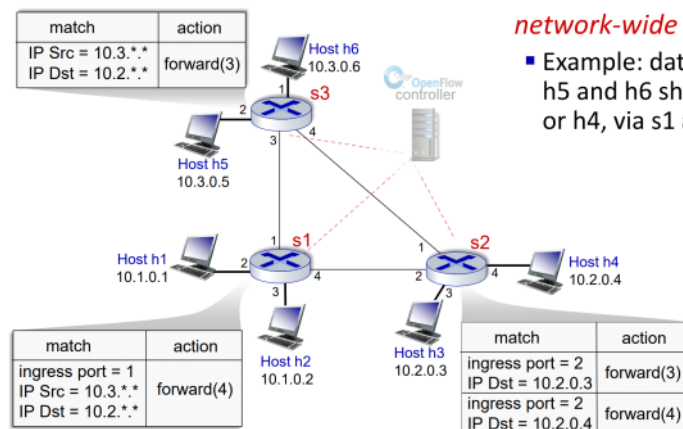 network-wide
▪ Example: dat
h5 and h6 sh
or h4, via s1 a
match action
IP Src = 10.3.*.*
IP Dst = 10.2.*.*
forward(3)
Host h6
10.3.0.6
OpenFlow
controller
1
s3
2
3
4
Host h5
10.3.0.5
Host h1
10.1.0.1
1
s1
2
3
4
Host h2
10.1.0.2
1
s2
2
3
4
Host h4
10.2.0.4
Host h3
10.2.0.3
match action
ingress port = 1
IP Src = 10.3.*.*
IP Dst = 10.2.*.*
forward(4)
match action
ingress port = 2
IP Dst = 10.2.0.3
forward(3)
ingress port = 2
IP Dst = 10.2.0.4
forward(4)